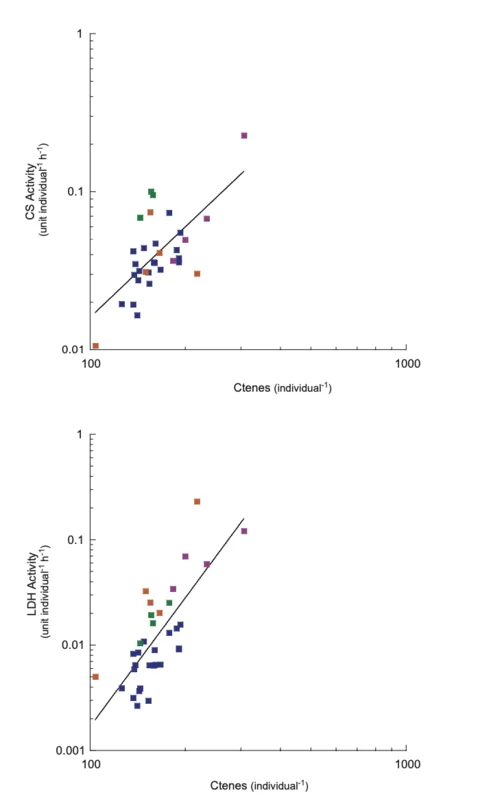 1
0.1
0.01
CS Activity
(unit individual-1 h-1)
100
1000
Ctenes (individual-1)
1
0.1
0.01
0.001
LDH Activity
(unit individual-1 h-1)
100
1000
Ctenes (individual-1)